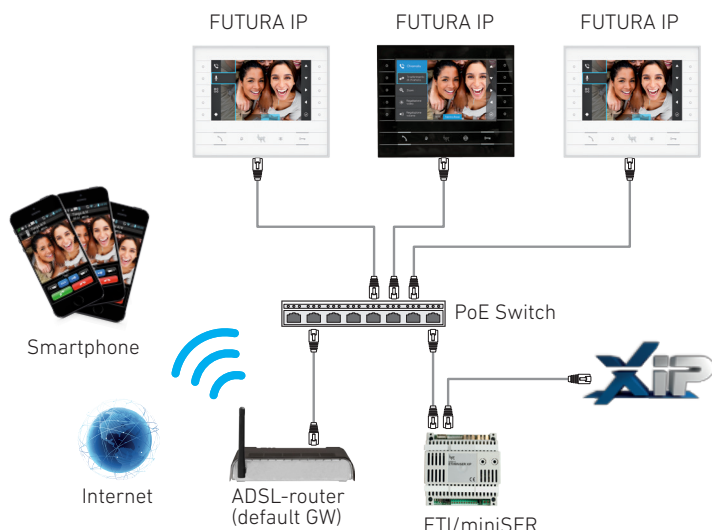 FUTURA IP
FUTURA IP
FUTURA IP
PoE Switch
Smartphone
XiP
Internet
ADSL-router
(default GW)
ETI/miniSER